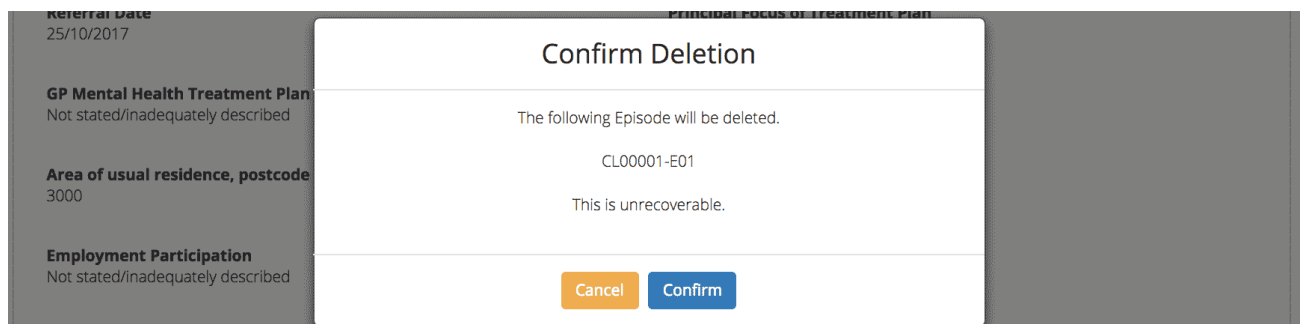 Referral Date
25/10/2017
GP Mental Health Treatment Plan
Not stated/inadequately described
Area of usual residence, postcode
3000
Employment Participation
Not stated/inadequately described
Principal Focus of Treatment Plan
Confirm Deletion
The following Episode will be deleted.
CL00001-E01
This is unrecoverable.
Cancel
Confirm